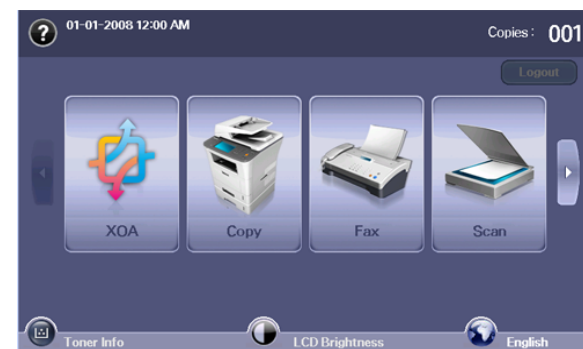 01-01-2008 12:00 AM
Copies : 001
Logout
XOA
Copy
Fax
Scan
Toner Info
LCD Brightness
English